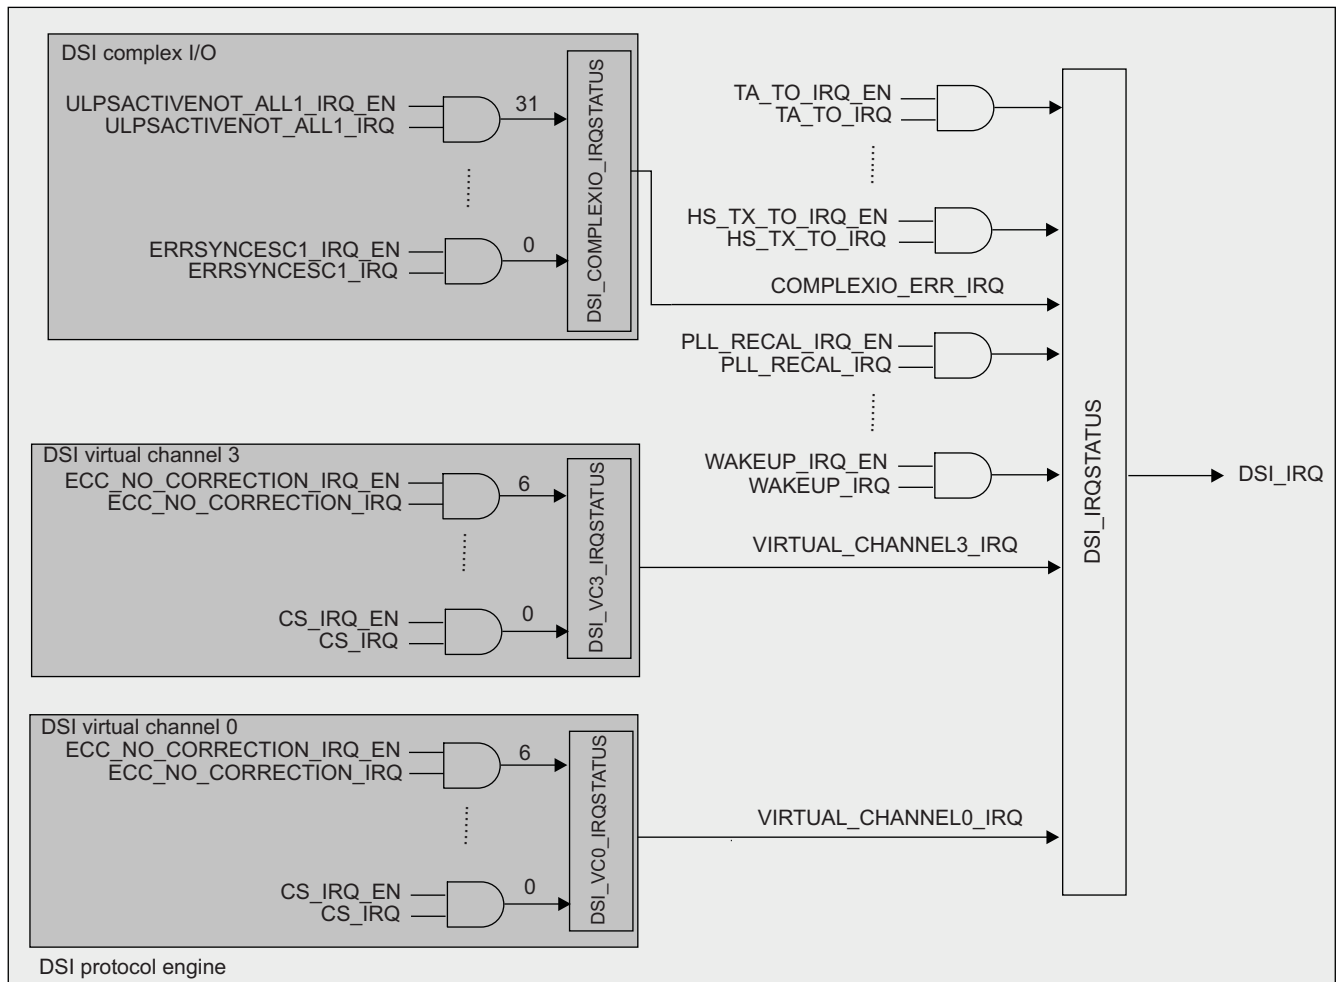 DSI complex I/O
ULPSACTIVENOT_ALL1_IRQ_EN
ULPSACTIVENOT_ALL1_IRQ
31
ERRSYNCESC1_IRQ_EN
ERRSYNCESC1_IRQ
0
DSI_COMPLEXIO_IRQSTATUS
TA_TO_IRQ_EN
TA_TO_IRQ
HS_TX_TO_IRQ_EN
HS_TX_TO_IRQ
COMPLEXIO_ERR_IRQ
PLL_RECAL_IRQ_EN
PLL_RECAL_IRQ
WAKEUP_IRQ_EN
WAKEUP_IRQ
DSI virtual channel 3
ECC_NO_CORRECTION_IRQ_EN
ECC_NO_CORRECTION_IRQ
6
CS_IRQ_EN
CS_IRQ
0
DSI_VC3_IRQSTATUS
VIRTUAL_CHANNEL3_IRQ
DSI virtual channel 0
ECC_NO_CORRECTION_IRQ_EN
ECC_NO_CORRECTION_IRQ
6
CS_IRQ_EN
CS_IRQ
0
DSI_VC0_IRQSTATUS
VIRTUAL_CHANNEL0_IRQ
DSI_IRQSTATUS
DSI_IRQ
DSI protocol engine